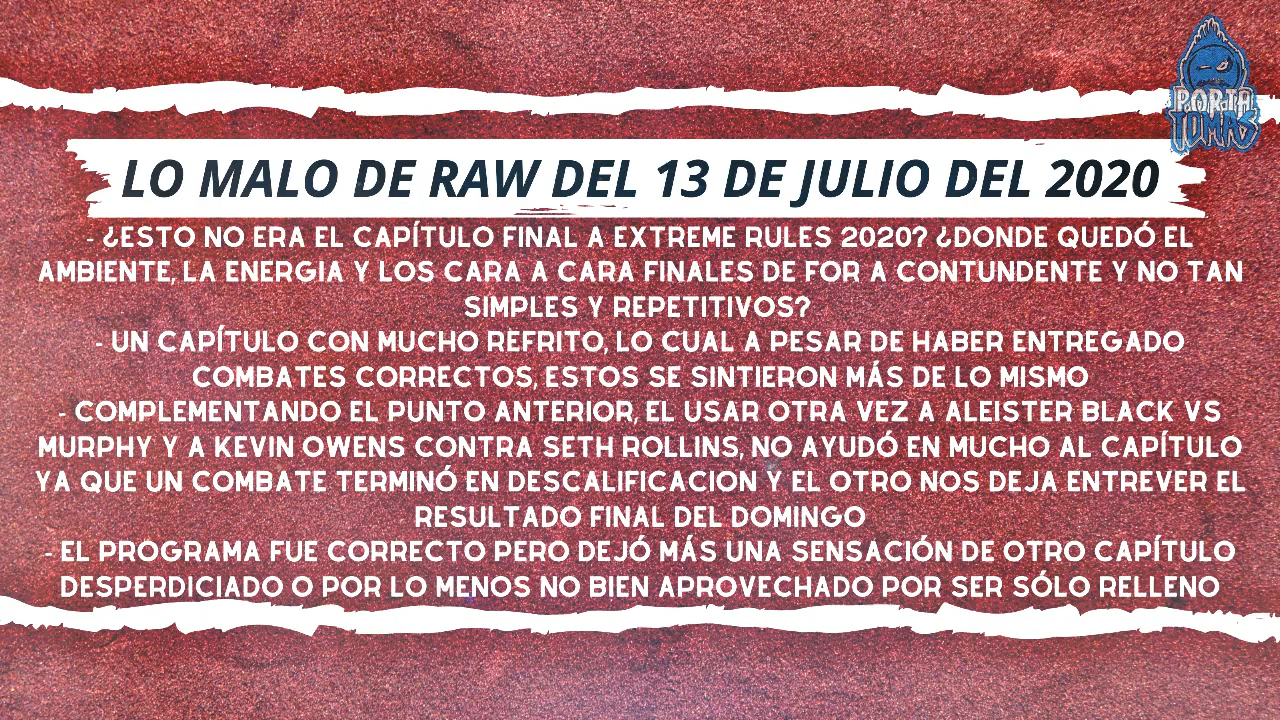 PORTA
TOMAS
LO MALO DE RAW DEL 13 DE JULIO DEL 2020
- ¿ESTO NO ERA EL CAPÍTULO FINAL A EXTREME RULES 2020? ¿DONDE QUEDÓ EL
AMBIENTE, LA ENERGIA Y LOS CARA A CARA FINALES DE FOR A CONTUNDENTE Y NO TAN
SIMPLES Y REPETITIVOS?
- UN CAPÍTULO CON MUCHO REFRITO, LO CUAL A PESAR DE HABER ENTREGADO
COMBATES CORRECTOS, ESTOS SE SINTIERON MÁS DE LO MISMO
- COMPLEMENTANDO EL PUNTO ANTERIOR, EL USAR OTRA VEZ A ALEISTER BLACK VS
MURPHY Y A KEVIN OWENS CONTRA SETH ROLLINS, NO AYUDÓ EN MUCHO AL CAPÍTULO
YA QUE UN COMBATE TERMINÓ EN DESCALIFICACION Y EL OTRO NOS DEJA ENTREVER EL
RESULTADO FINAL DEL DOMINGO
- EL PROGRAMA FUE CORRECTO PERO DEJÓ MÁS UNA SENSACIÓN DE OTRO CAPÍTULO
DESPERDICIADO O POR LO MENOS NO BIEN APROVECHADO POR SER SÓLO RELLENO